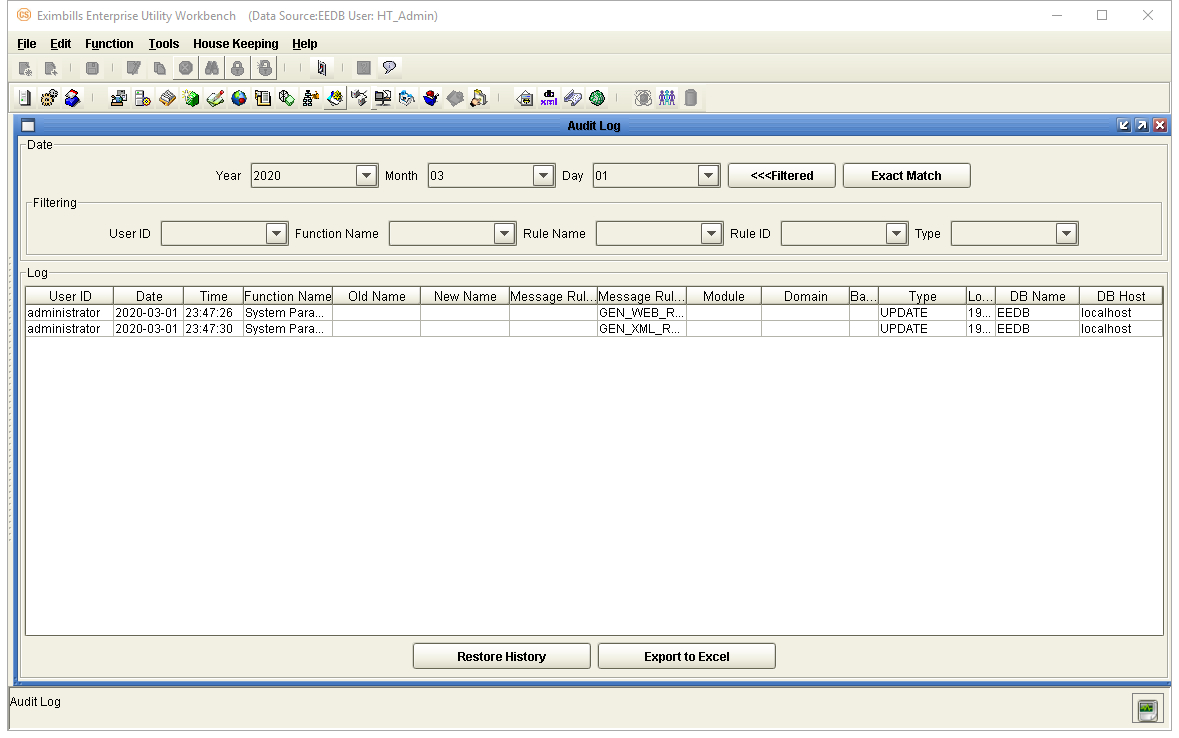 CS Eximbills Enterprise Utility Workbench (Data Source:EEDB User: HT_Admin)
File Edit Function Tools House Keeping Help
xml
Audit Log
Date
Year 2020 Month 03 Day 01 <<<Filtered Exact Match
Filtering
User ID Function Name Rule Name Rule ID Type
Log
User ID Date Time Function Name Old Name New Name Message Rul... Message Rul... Module Domain Ba... Type Lo... DB Name DB Host
administrator 2020-03-01 23:47:26 System Para... GEN_WEB_R... UPDATE 19... EEDB localhost
administrator 2020-03-01 23:47:30 System Para... GEN_XML_R... UPDATE 19... EEDB localhost
Restore History Export to Excel
Audit Log